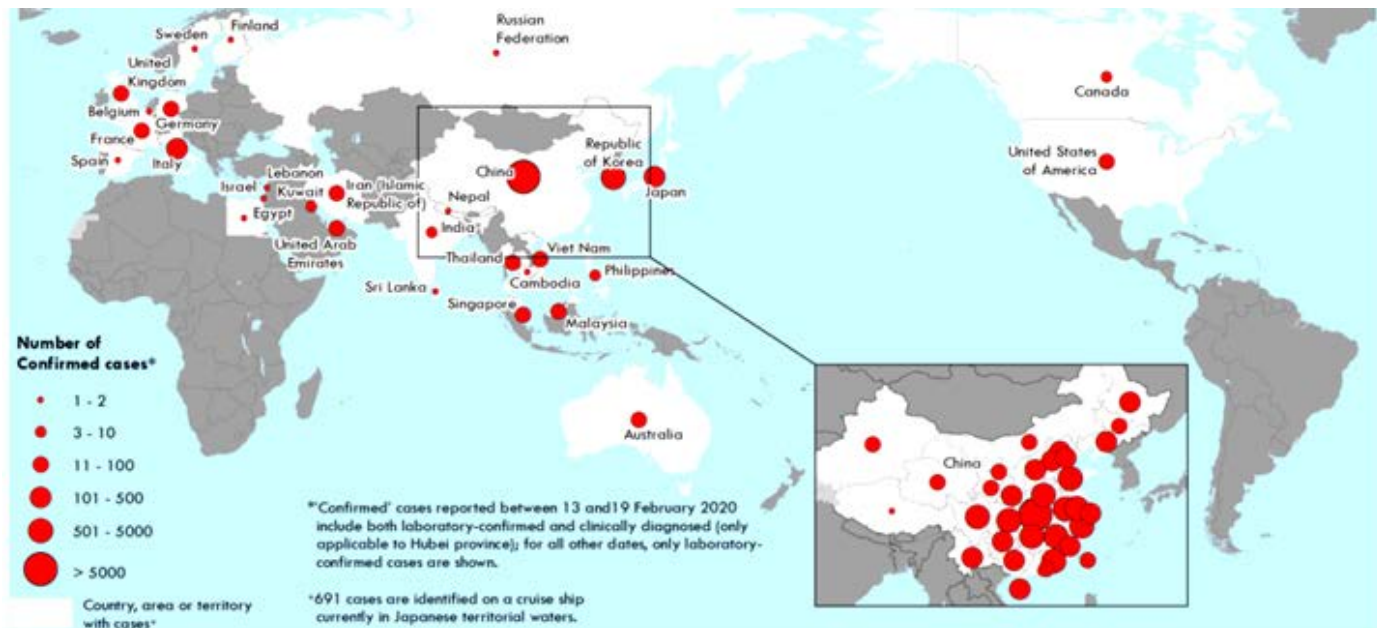 Russian
Federation
Finland
Sweden
United
Kingdom
Belgium
Germany
France
Spain
Italy
Lebanon
Israel
Kuwait
Iran (Islamic
Republic of)
Egypt
United Arab
Emirates
China
Republic
of Korea
Japan
Nepal
India
Viet Nam
Thailand
Cambodia
Philippines
Sri Lanka
Singapore
Malaysia
Australia
Canada
United States
of America
Number of
Confirmed cases*
1 - 2
3 - 10
11 - 100
101 - 500
501 - 5000
> 5000
Country, area or territory
with cases*
*"Confirmed' cases reported between 13 and19 February 2020
include both laboratory-confirmed and clinically diagnosed (only
applicable to Hubei province); for all other dates, only laboratory-
confirmed cases are shown.
*691 cases are identified on a cruise ship
currently in Japanese territorial waters.
China